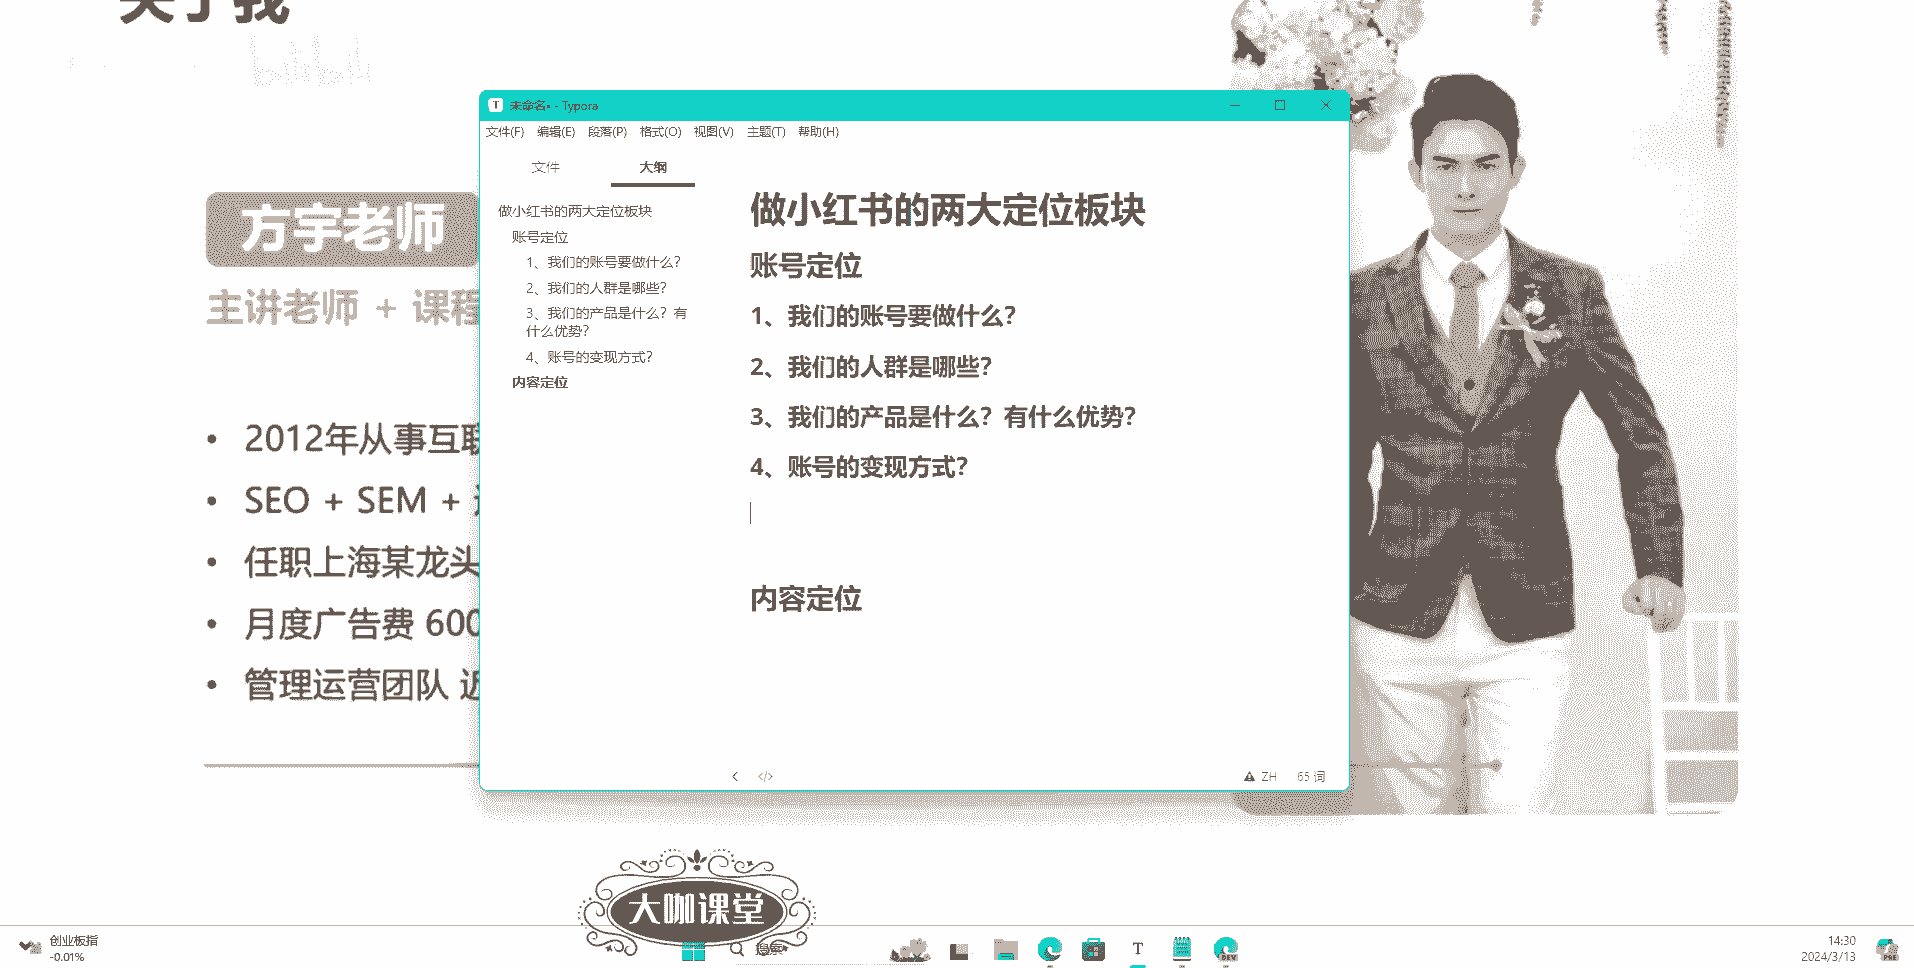 关于我
bilibili
未命名• - Typora
文件(F) 编辑(E) 段落(P) 格式(O) 视图(V) 主题(T) 帮助(H)
文件 大纲
做小红书的两大定位板块
账号定位
1、我们的账号要做什么?
2、我们的人群是哪些?
3、我们的产品是什么? 有
什么优势?
4、账号的变现方式?
内容定位
做小红书的两大定位板块
账号定位
1、我们的账号要做什么?
2、我们的人群是哪些?
3、我们的产品是什么? 有什么优势?
4、账号的变现方式?
内容定位
ZH 65 词
方宇老师
主讲老师 + 课程
• 2012年从事互联
• SEO + SEM +
• 任职上海某龙头
• 月度广告费 600
• 管理运营团队 近
大咖课堂
创业板指
-0.01%
搜索
T
DEV
14:30
2024/3/13
PRE